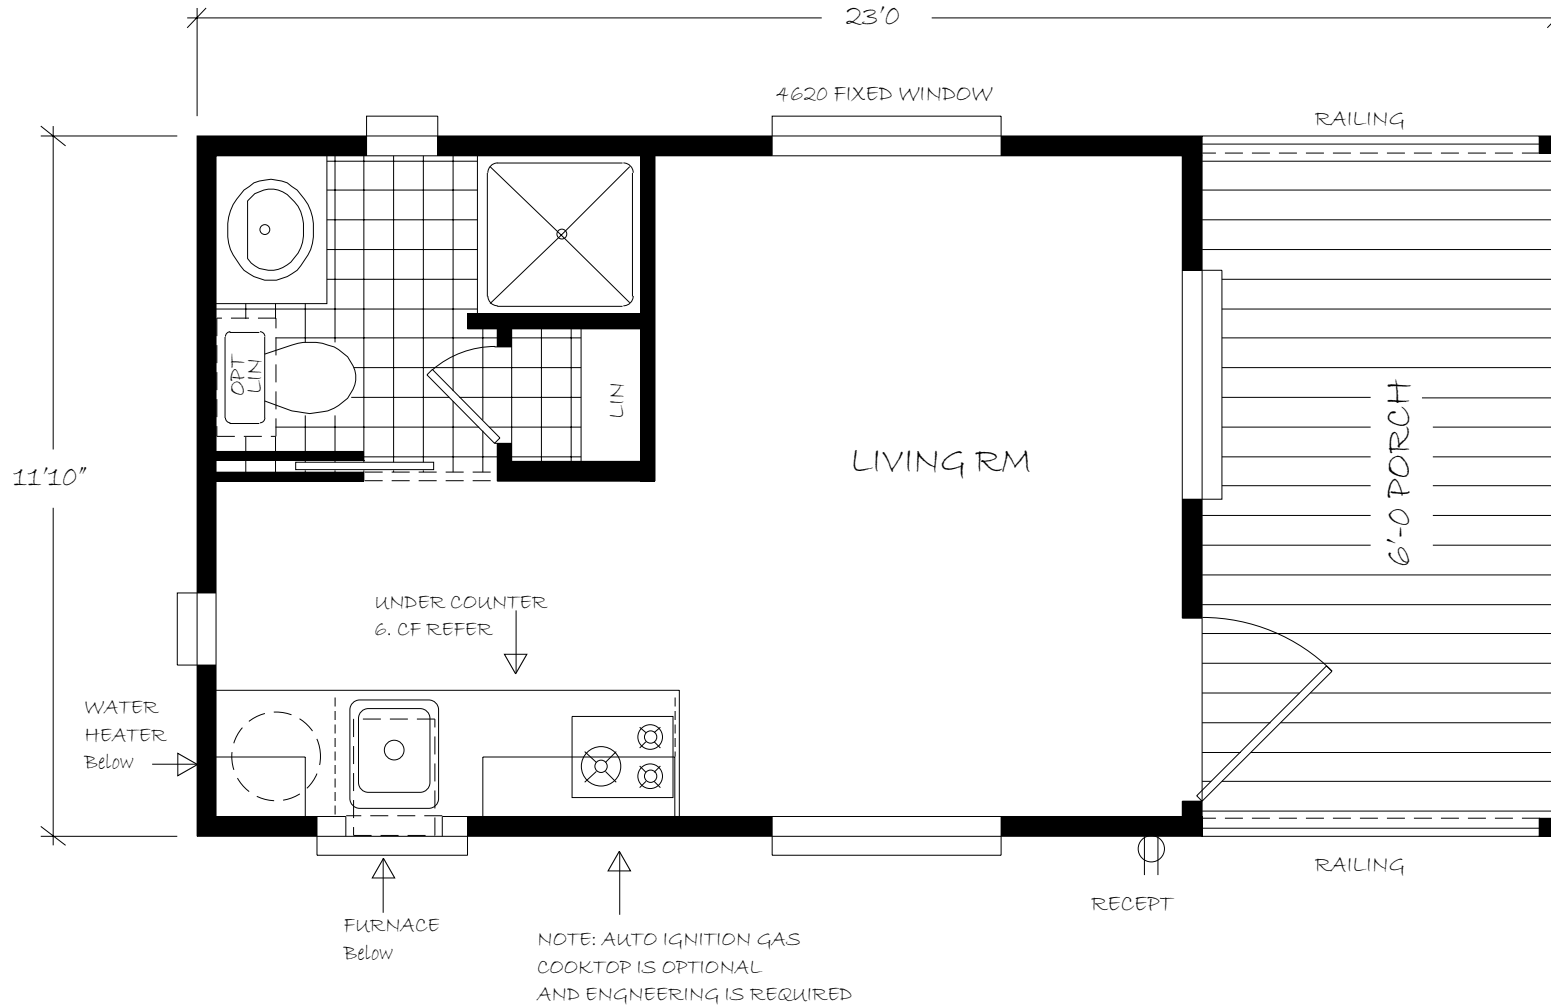 23'0
4620 FIXED WINDOW
RAILING
OPT
LIN
LIN
11'10"
LIVING RM
6'-0 PORCH
UNDER COUNTER
6. CF REFER
WATER
HEATER
Below
RAILING
RECEPT
FURNACE
Below
NOTE: AUTO IGNITION GAS
COOKTOP IS OPTIONAL
AND ENGNEERING IS REQUIRED